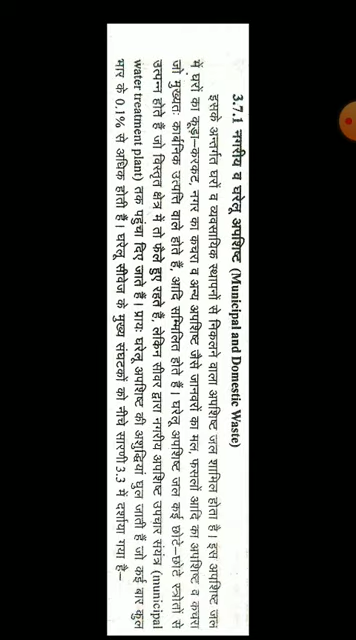 3.7.1 नगरीय व घरेलू अपशिष्ट (Municipal and Domestic Waste)
इसके अन्तर्गत घरों व व्यवसायिक स्थापनों से निकलने वाला अपशिष्ट जल शामिल होता है। इस अपशिष्ट जल
में घरों का कूड़ा–करकट, नगर का कचरा व अन्य अपशिष्ट जैसे जानवरों का मल, फसलों आदि का अपशिष्ट व कचरा
जो मुख्यतः कार्बनिक उत्पत्ति वाले होते हैं, आदि सम्मिलित होते हैं। घरेलू अपशिष्ट जल कई छोटे–छोटे स्त्रोतों से
उत्पन्न होते हैं जो विस्तृत क्षेत्र में तो फैले हुए रहते हैं, लेकिन सीवर द्वारा नगरीय अपशिष्ट उपचार संयंत्र (municipal
water treatment plant) तक पहुंचा दिए जाते हैं। प्रायः घरेलू अपशिष्ट की अशुद्धियां घुल जाती हैं जो कई बार कुल
भार के 0.1% से अधिक होती हैं। घरेलू सीवेज के मुख्य संघटकों को नीचे सारणी 3.3 में दर्शाया गया है–